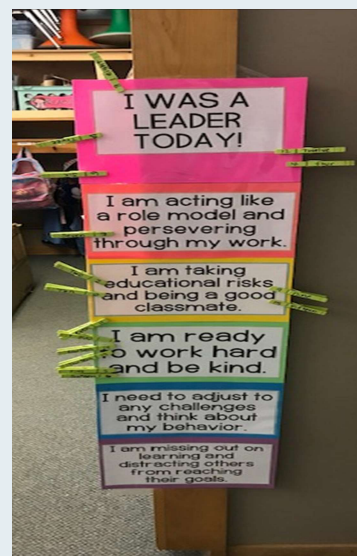 I WAS A
LEADER
TODAY!
I am acting like
a role model and
persevering
through my work.
I am taking
educational risks
and being a good
classmate.
I am ready
to work hard
and be kind.
I need to adjust to
any challenges
and think about
my behavior.
I am missing out on
learning and
distracting others
from reaching
their goals.